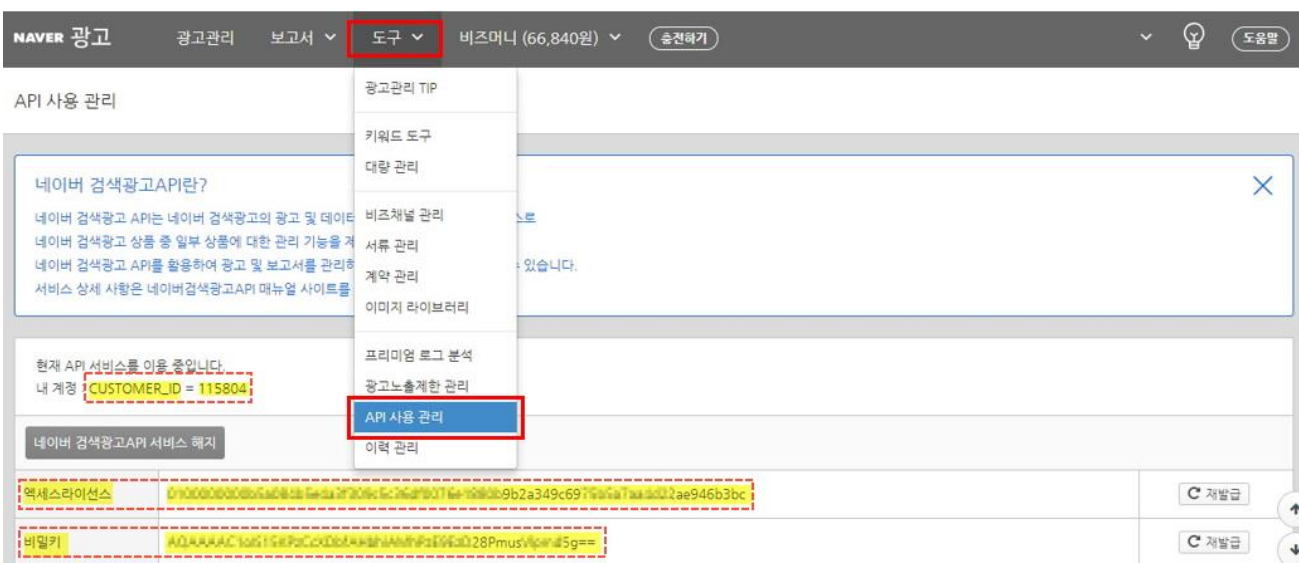 NAVER 광고 광고관리 보고서 도구 비즈머니 (66,840원) 충전하기 도움말
API 사용 관리
광고관리 TIP
키워드 도구
대량 관리
비즈채널 관리
서류 관리
계약 관리
이미지 라이브러리
프리미엄 로그 분석
광고노출제한 관리
API 사용 관리
이력 관리
네이버 검색광고API란?
네이버 검색광고 API는 네이버 검색광고의 광고 및 데이터 스로
네이버 검색광고 상품 중 일부 상품에 대한 관리 기능을 제
네이버 검색광고 API를 활용하여 광고 및 보고서를 관리하 수 있습니다.
서비스 상세 사항은 네이버검색광고API 매뉴얼 사이트를
현재 API 서비스를 이용 중입니다.
내 계정 : CUSTOMER_ID = 115804
네이버 검색광고API 서비스 해지
엑세스라이선스 재발급
비밀키 재발급